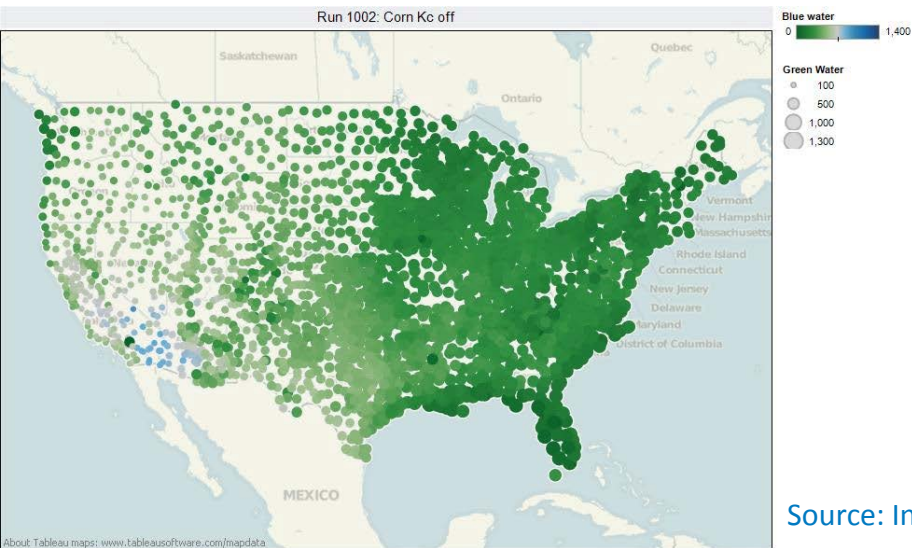 Run 1002: Corn Kc off
Blue water
0
1,400
Green Water
100
500
1,000
1,300
Saskatchewan
Quebec
Ontario
Vermont
New Hampshir
Massachusetts
Rhode Island
Connecticut
New Jersey
Delaware
Maryland
District of Columbia
MEXICO
About Tableau maps: www.tableausoftware.com/mapdata
Source: In